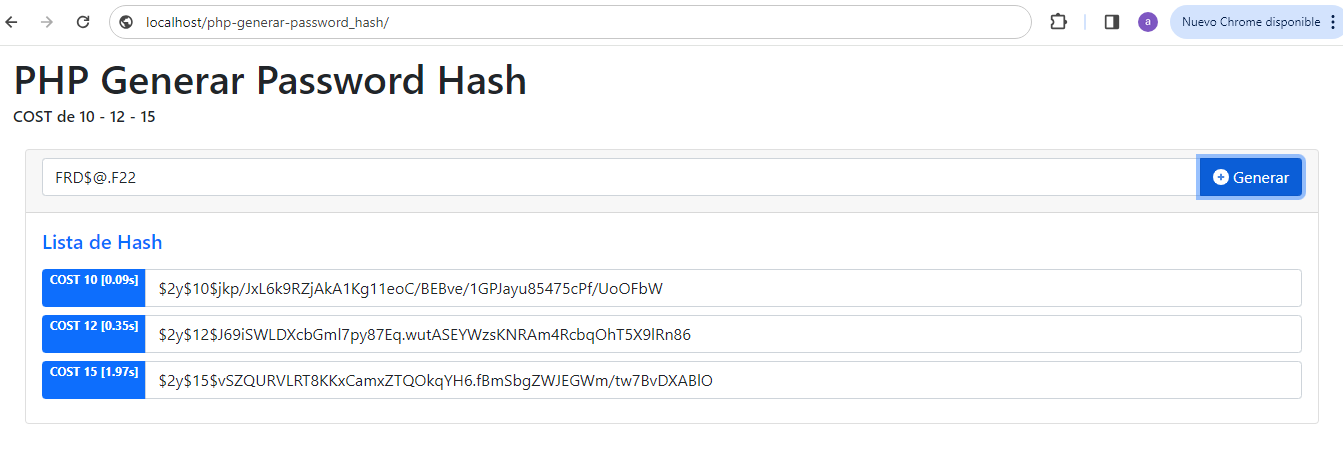 localhost/php-generar-password_hash/
a
Nuevo Chrome disponible
PHP Generar Password Hash
COST de 10 - 12 - 15
FRD$@.F22
Generar
Lista de Hash
COST 10 [0.09s] $2y$10$jkp/JxL6k9RZjAkA1Kg11eoC/BEBve/1GPJayu85475cPf/UoOFbW
COST 12 [0.35s] $2y$12$J69iSWLDXcbGml7py87Eq.wutASEYWzsKNRAm4RcbqOhT5X9lRn86
COST 15 [1.97s] $2y$15$vSZQURVLRT8KKxCamxZTQOkqYH6.fBmSbgZWJEGWm/tw7BvDXABlO